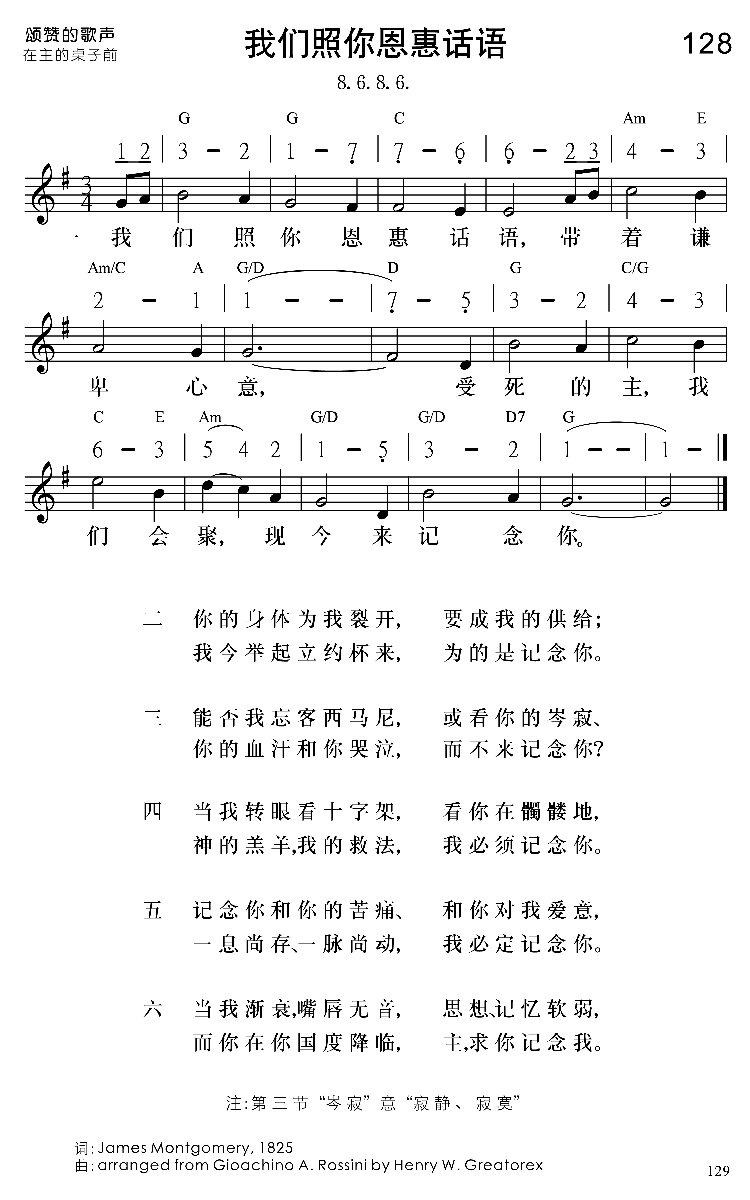 颂赞的歌声
在主的桌子前
我们照你恩惠话语
128
8. 6. 8. 6.
G G C Am E
1 2 | 3 – 2 | 1 – 7 | 7 – 6 | 6 – 2 3 | 4 – 3
3/4
我 们 照 你 恩 惠 话 语, 带 着 谦
Am/C A G/D D G C/G
2 – 1 | 1 – – | 7 – 5 | 3 – 2 | 4 – 3
卑 心 意, 受 死 的 主, 我
C E Am G/D G/D D7 G
6 – 3 | 5 4 2 | 1 – 5 | 3 – 2 | 1 – – | 1 –
们 会 聚, 现 今 来 记 念 你。
二 你的身体为我裂开, 要成我的供给;
我今举起立约杯来, 为的是记念你。
三 能否我忘客西马尼, 或看你的岑寂、
你的血汗和你哭泣, 而不来记念你?
四 当我转眼看十字架, 看你在髑髅地,
神的羔羊,我的救法, 我必须记念你。
五 记念你和你的苦痛、 和你对我爱意,
一息尚存、一脉尚动, 我必定记念你。
六 当我渐衰,嘴唇无音, 思想、记忆软弱,
而你在你国度降临, 主,求你记念我。
注:第三节“岑寂”意“寂静、寂寞”
词: James Montgomery, 1825
曲: arranged from Gioachino A. Rossini by Henry W. Greatorex
129